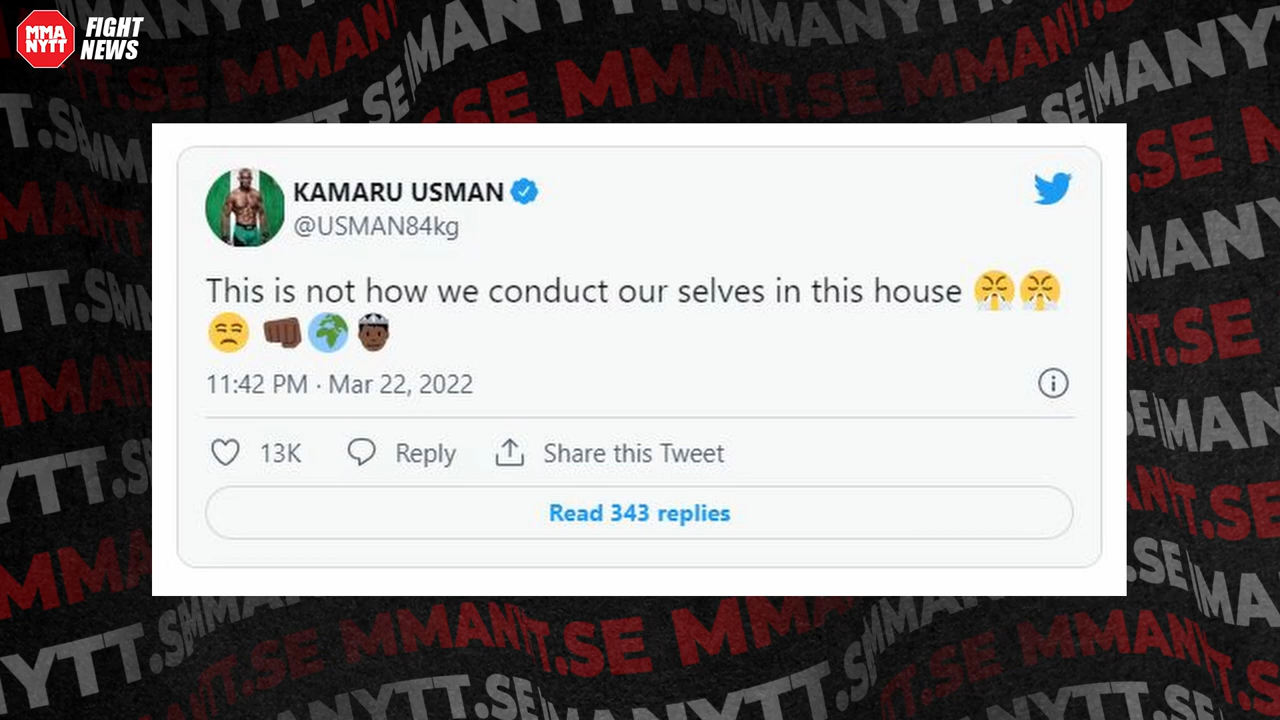 MMA
NYTT
FIGHT
NEWS
KAMARU USMAN
@USMAN84kg
This is not how we conduct our selves in this house 😤😤
😒 👊🏿🌍🤴🏿
11:42 PM · Mar 22, 2022
13K Reply Share this Tweet
Read 343 replies